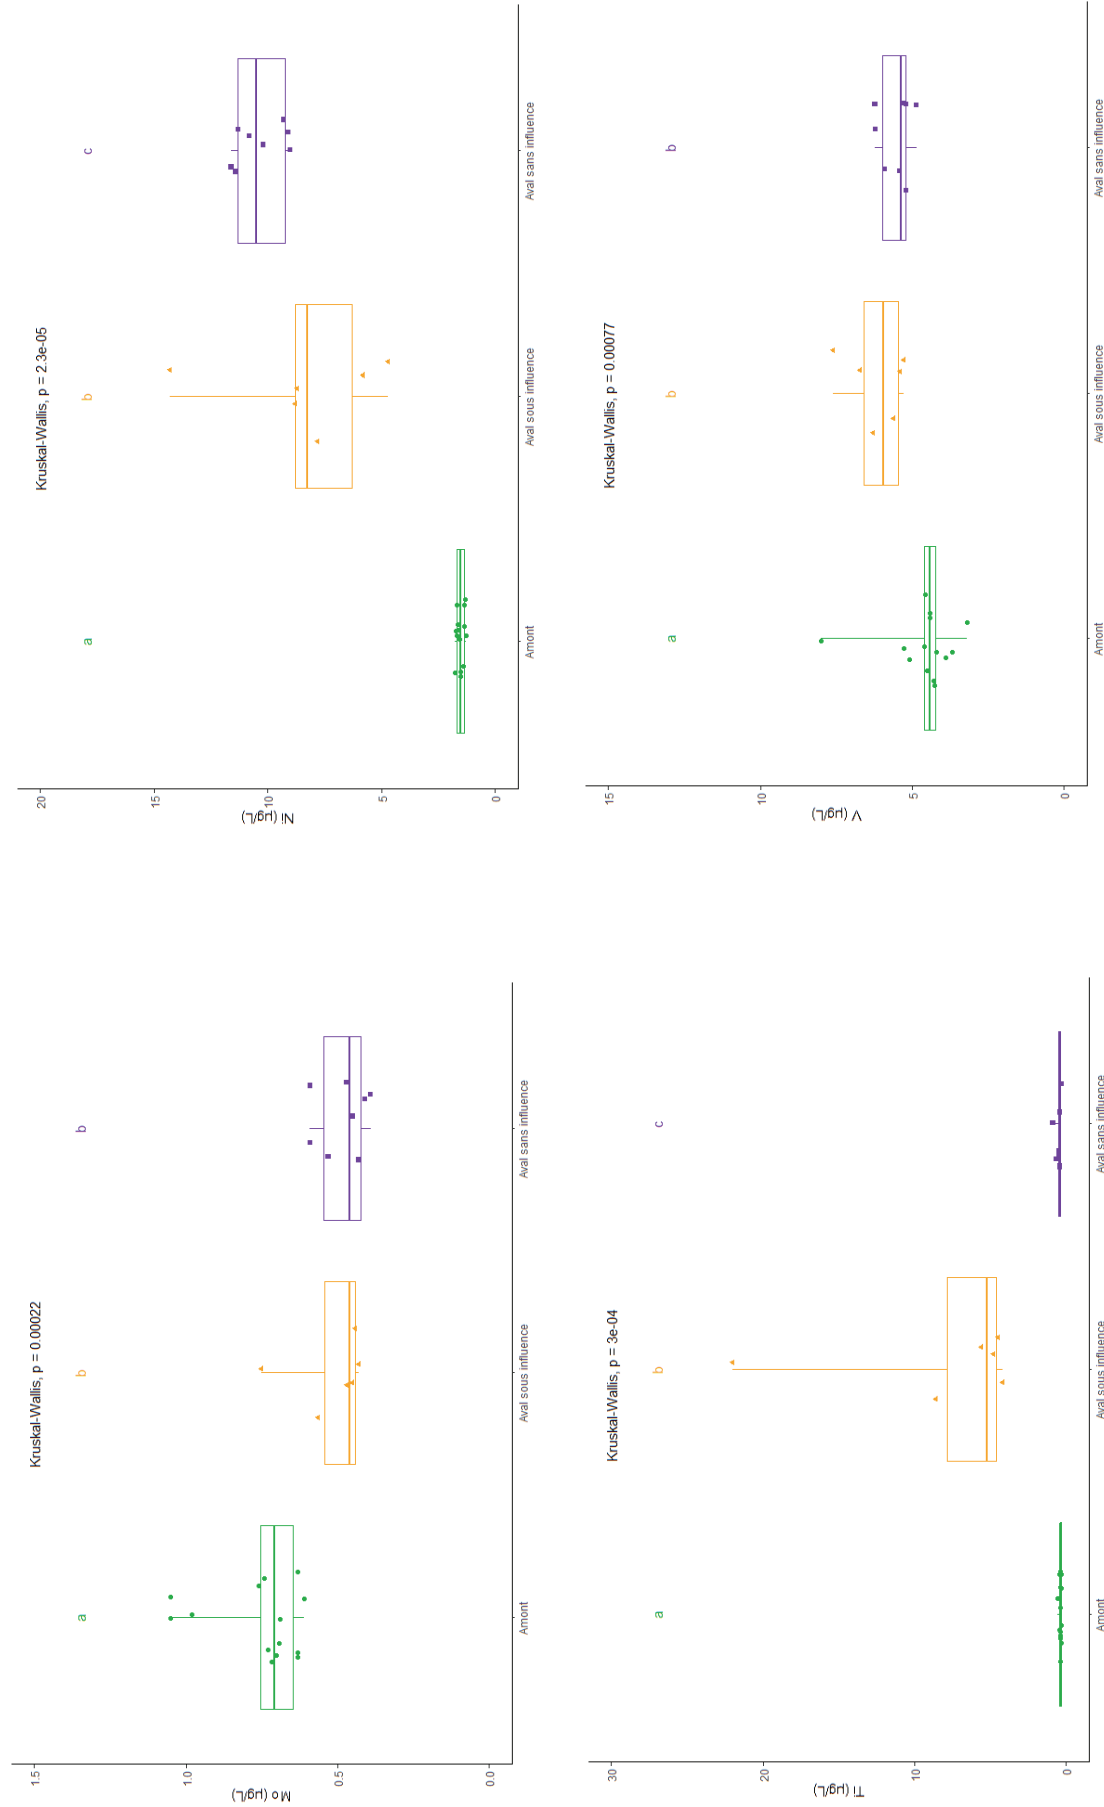 Kruskal-Wallis, p = 0.00022
a
b
b
1.5
1.0
0.5
0.0
Mo (µg/L)
Amont
Aval sous influence
Aval sans influence
Kruskal-Wallis, p = 2.3e-05
a
b
c
20
15
10
5
0
Ni (µg/L)
Amont
Aval sous influence
Aval sans influence
Kruskal-Wallis, p = 3e-04
a
b
c
30
20
10
0
Ti (µg/L)
Amont
Aval sous influence
Aval sans influence
Kruskal-Wallis, p = 0.00077
a
b
b
15
10
5
0
V (µg/L)
Amont
Aval sous influence
Aval sans influence